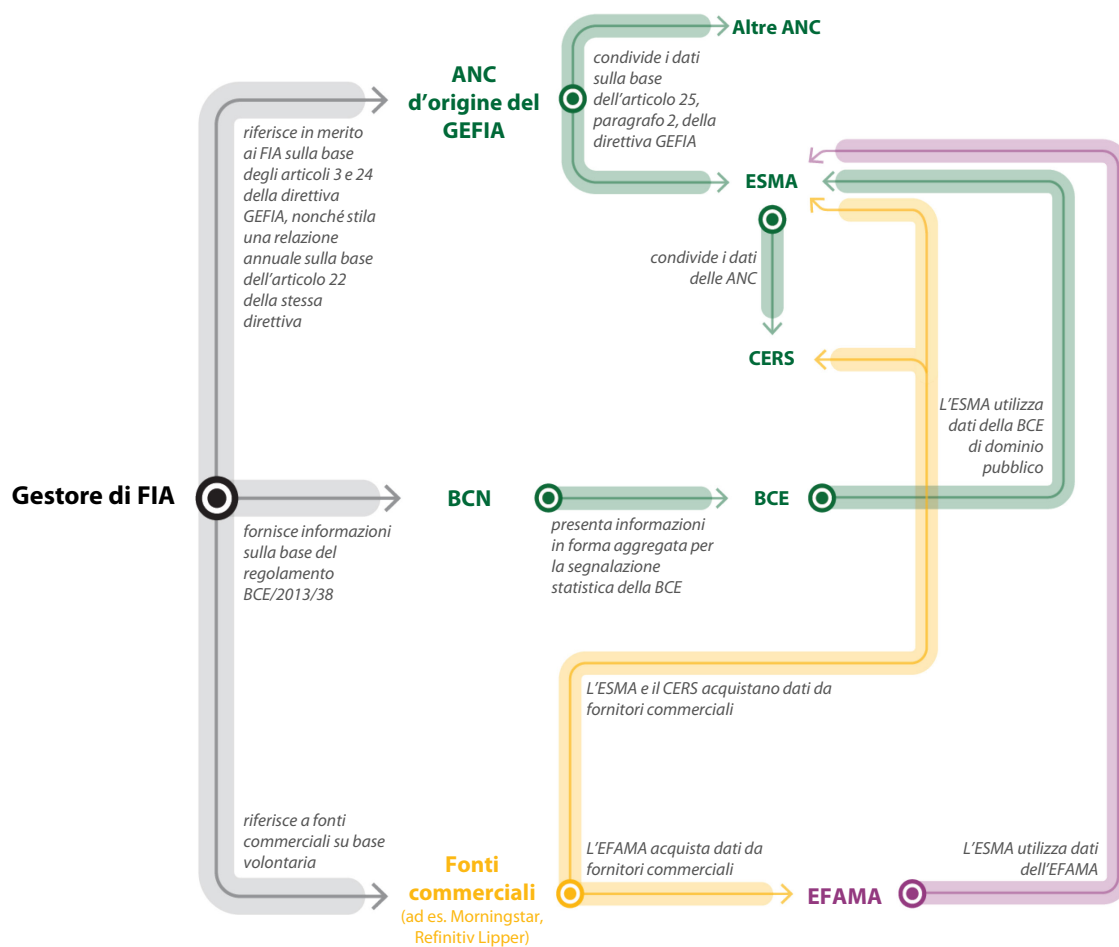 Altre ANC
condivide i dati
sulla base
dell'articolo 25,
paragrafo 2, della
direttiva GEFIA
ANC
d'origine del
GEFIA
riferisce in merito
ai FIA sulla base
degli articoli 3 e 24
della direttiva
GEFIA, nonché stila
una relazione
annuale sulla base
dell'articolo 22
della stessa
direttiva
ESMA
condivide i dati
delle ANC
CERS
L'ESMA utilizza
dati della BCE
di dominio
pubblico
Gestore di FIA
BCN
BCE
fornisce informazioni
sulla base del
regolamento
BCE/2013/38
presenta informazioni
in forma aggregata per
la segnalazione
statistica della BCE
L'ESMA e il CERS acquistano dati da
fornitori commerciali
riferisce a fonti
commerciali su base
volontaria
Fonti
commerciali
(ad es. Morningstar,
Refinitiv Lipper)
L'EFAMA acquista dati da
fornitori commerciali
EFAMA
L'ESMA utilizza dati
dell'EFAMA